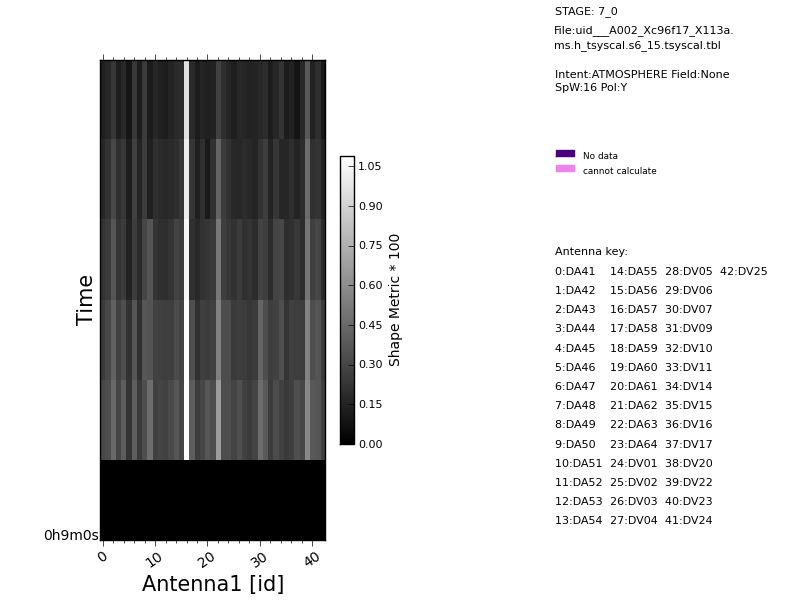 STAGE: 7_0
File:uid___A002_Xc96f17_X113a.
ms.h_tsyscal.s6_15.tsyscal.tbl
Intent:ATMOSPHERE Field:None
SpW:16 Pol:Y
No data
cannot calculate
Antenna key:
0:DA41 14:DA55 28:DV05 42:DV25
1:DA42 15:DA56 29:DV06
2:DA43 16:DA57 30:DV07
3:DA44 17:DA58 31:DV09
4:DA45 18:DA59 32:DV10
5:DA46 19:DA60 33:DV11
6:DA47 20:DA61 34:DV14
7:DA48 21:DA62 35:DV15
8:DA49 22:DA63 36:DV16
9:DA50 23:DA64 37:DV17
10:DA51 24:DV01 38:DV20
11:DA52 25:DV02 39:DV22
12:DA53 26:DV03 40:DV23
13:DA54 27:DV04 41:DV24
Time
0h9m0s
0 10 20 30 40
Antenna1 [id]
1.05
0.90
0.75
0.60
0.45
0.30
0.15
0.00
Shape Metric * 100